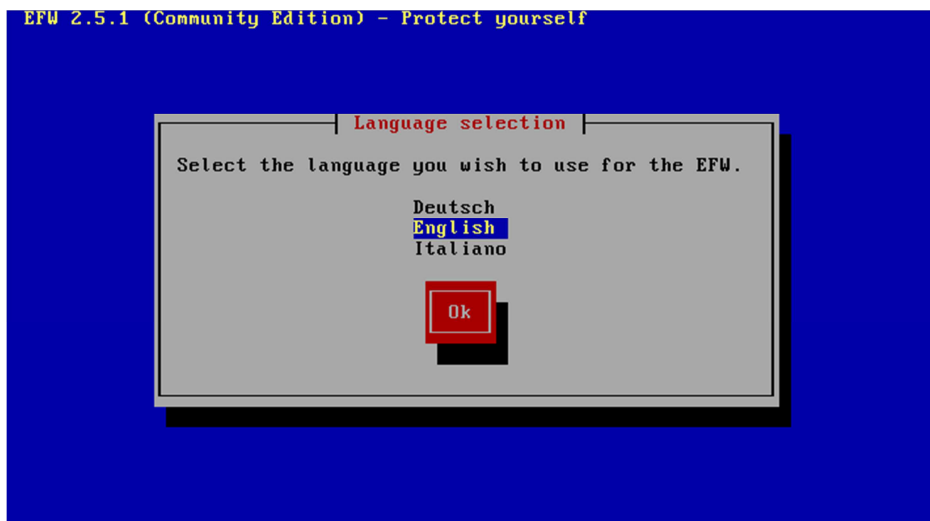 EFW 2.5.1 (Community Edition) - Protect yourself
Language selection
Select the language you wish to use for the EFW.
Deutsch
English
Italiano
Ok